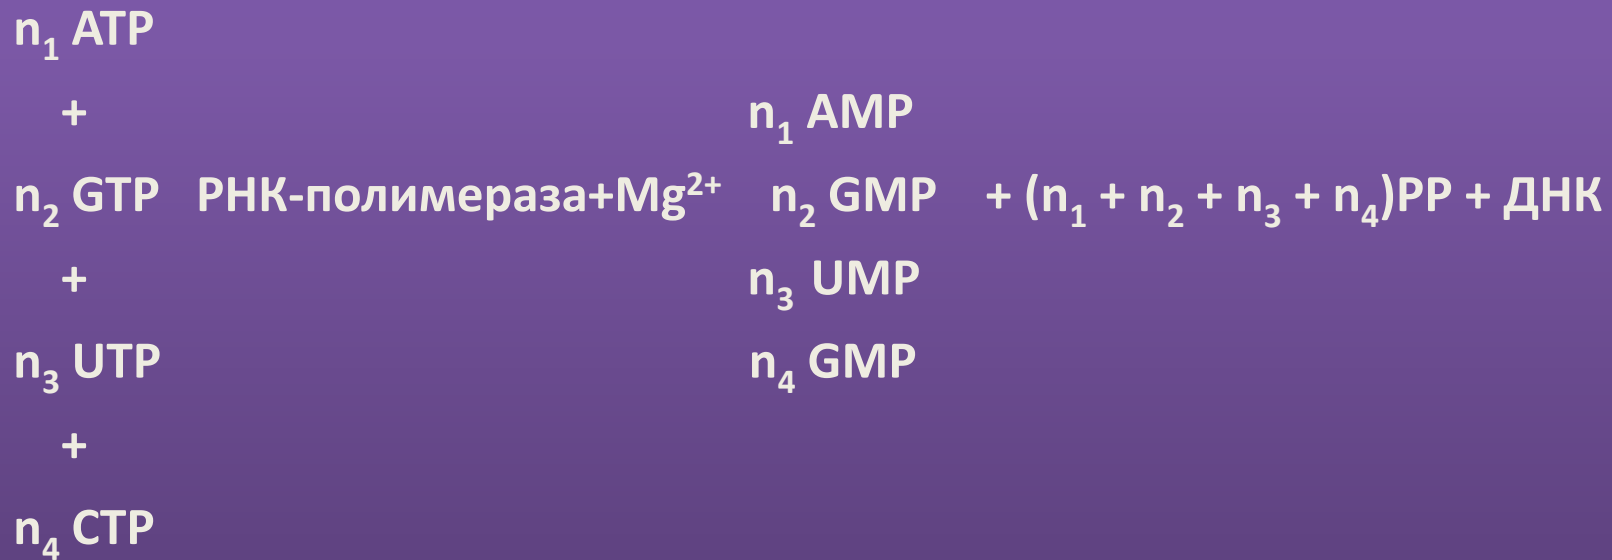 n₁ ATP
+ n₁ AMP
n₂ GTP РНК-полимераза+Mg²⁺ n₂ GMP + (n₁ + n₂ + n₃ + n₄)PP + ДНК
+ n₃ UMP
n₃ UTP n₄ GMP
+
n₄ CTP